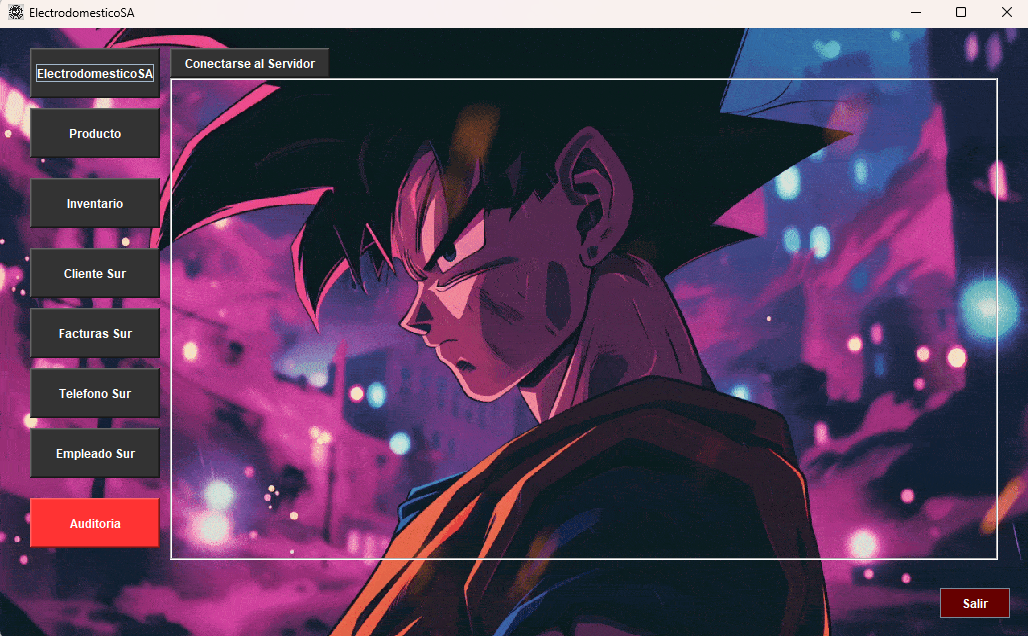 ElectrodomesticoSA
ElectrodomesticoSA
Conectarse al Servidor
Producto
Inventario
Cliente Sur
Facturas Sur
Telefono Sur
Empleado Sur
Auditoria
Salir